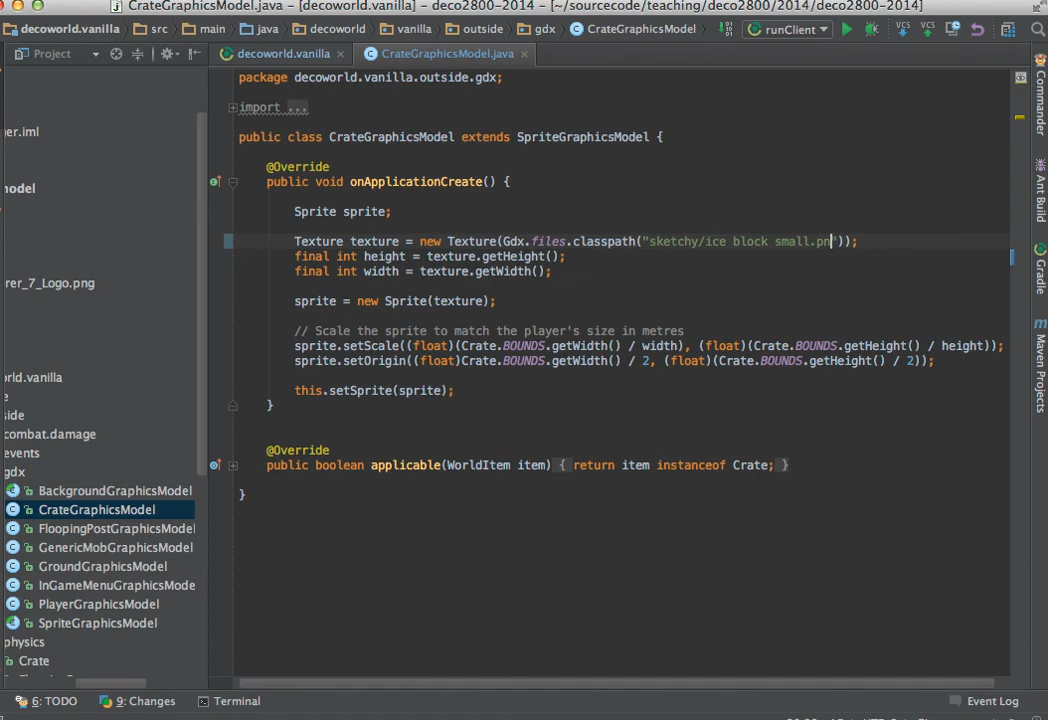 CrateGraphicsModel.java - [decoworld.vanilla] - deco2800-2014 - [~/sourcecode/teaching/deco2800/2014/deco2800-2014]
decoworld.vanilla src main java decoworld vanilla outside gdx CrateGraphicsModel runClient
Project decoworld.vanilla CrateGraphicsModel.java
package decoworld.vanilla.outside.gdx;
import ...
public class CrateGraphicsModel extends SpriteGraphicsModel {
@Override
public void onApplicationCreate() {
Sprite sprite;
Texture texture = new Texture(Gdx.files.classpath("sketchy/ice block small.pn"));
final int height = texture.getHeight();
final int width = texture.getWidth();
sprite = new Sprite(texture);
// Scale the sprite to match the player's size in metres
sprite.setScale((float)(Crate.BOUNDS.getWidth() / width), (float)(Crate.BOUNDS.getHeight() / height));
sprite.setOrigin((float)(Crate.BOUNDS.getWidth() / 2, (float)(Crate.BOUNDS.getHeight() / 2));
this.setSprite(sprite);
}
@Override
public boolean applicable(WorldItem item) { return item instanceof Crate; }
}
ger.iml
model
rer_7_Logo.png
rld.vanilla
e
side
combat.damage
events
gdx
BackgroundGraphicsModel
CrateGraphicsModel
FloopingPostGraphicsModel
GenericMobGraphicsModel
GroundGraphicsModel
InGameMenuGraphicsMode
PlayerGraphicsModel
SpriteGraphicsModel
physics
Crate
Commander
Ant Build
Gradle
Maven Projects
6: TODO 9: Changes Terminal Event Log